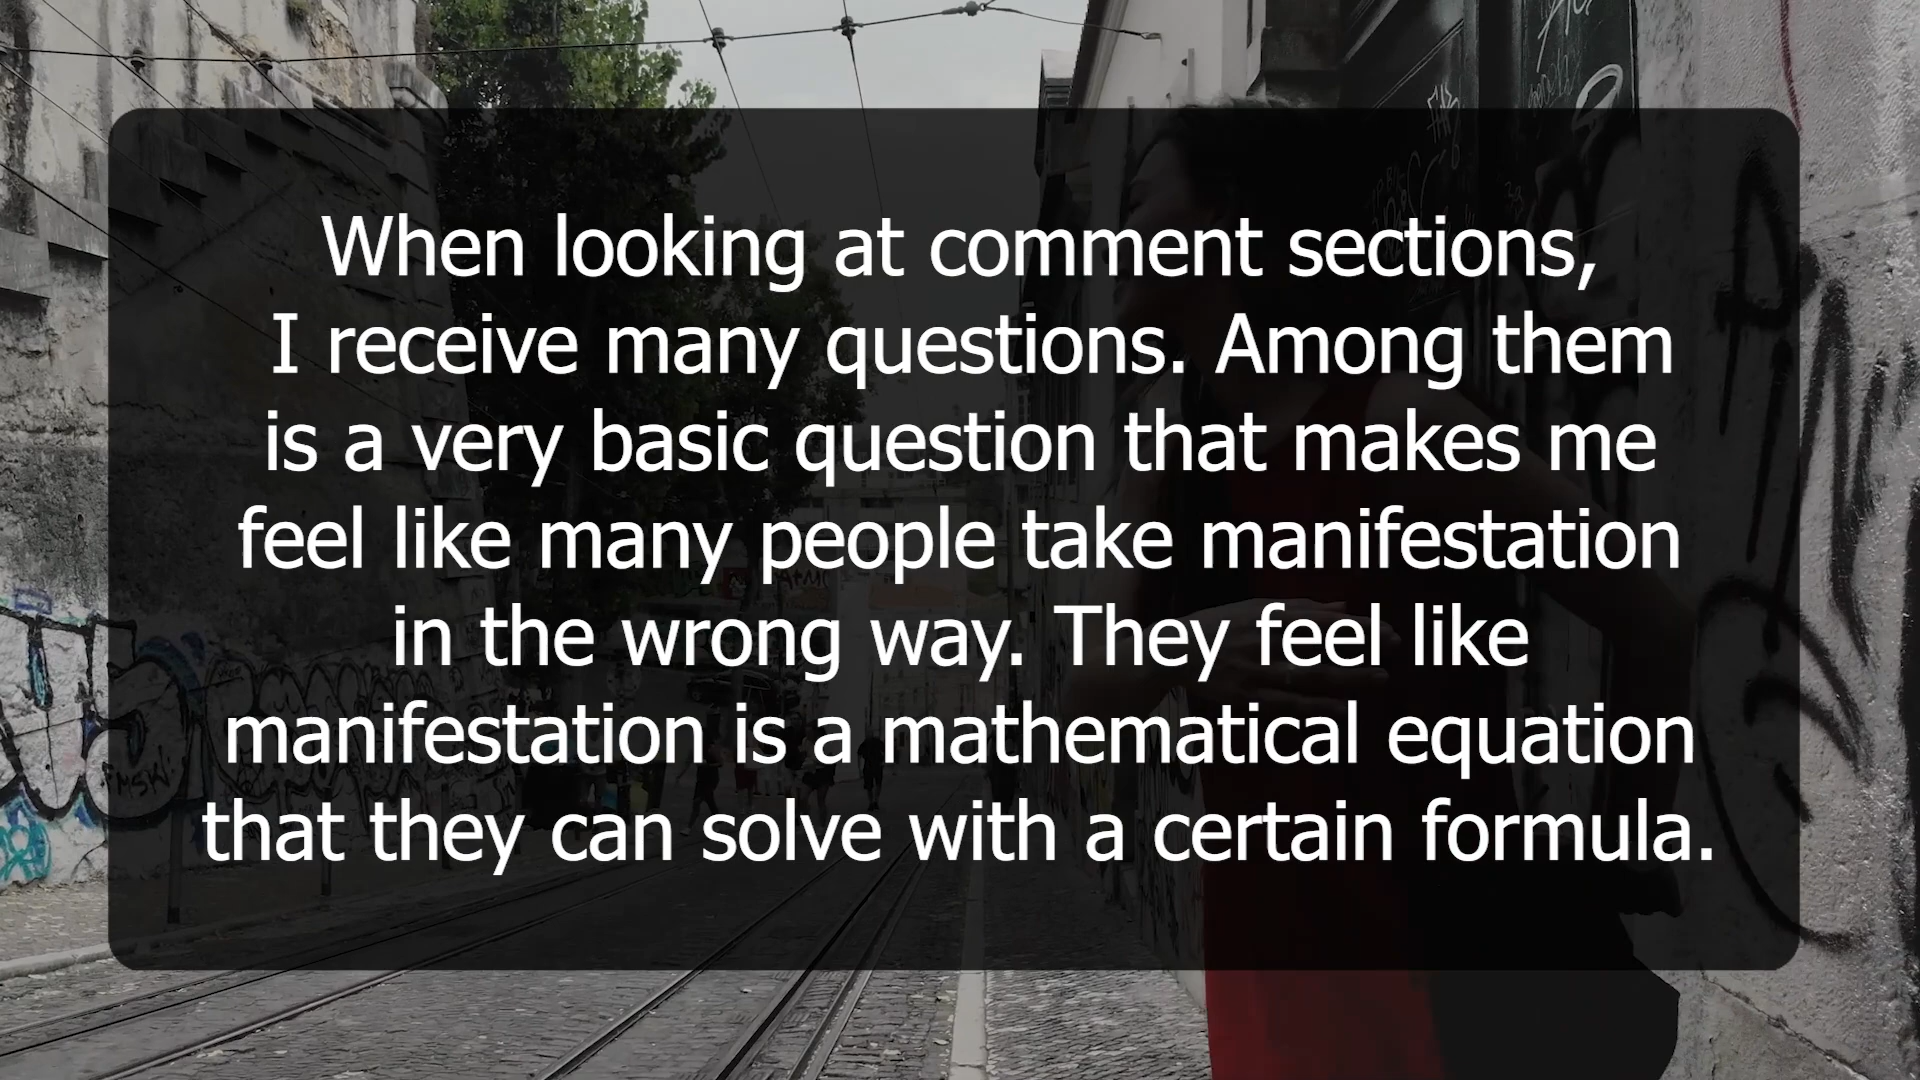 When looking at comment sections,
I receive many questions. Among them
is a very basic question that makes me
feel like many people take manifestation
in the wrong way. They feel like
manifestation is a mathematical equation
that they can solve with a certain formula.